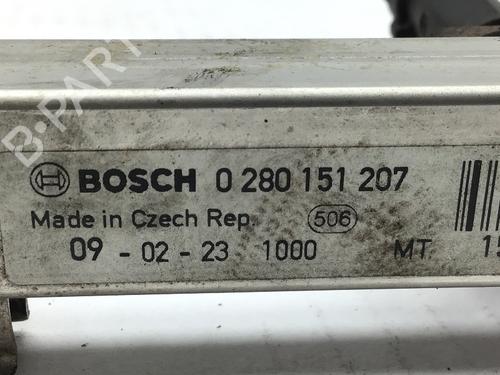 B-PARTS
BOSCH 0 280 151 207
Made in Czech Rep. 506
09 - 02 - 23 1000 MT